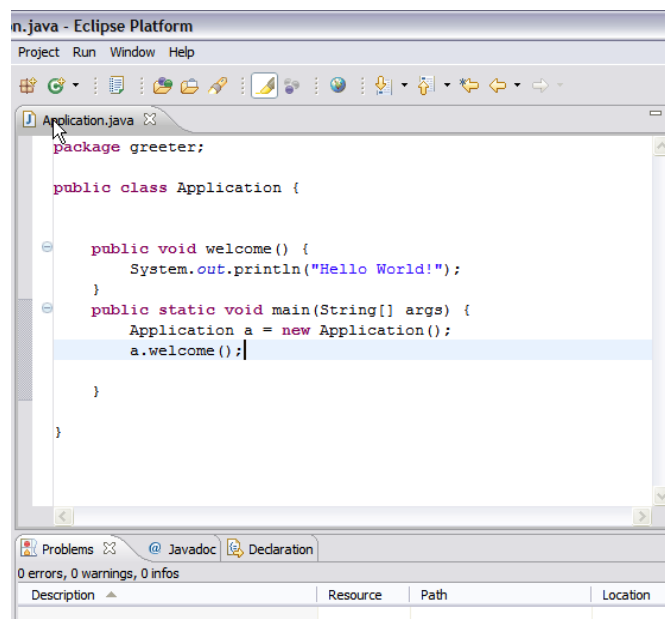 n.java - Eclipse Platform
Project Run Window Help
Application.java
package greeter;
public class Application {
public void welcome() {
System.out.println("Hello World!");
}
public static void main(String[] args) {
Application a = new Application();
a.welcome();
}
}
Problems @ Javadoc Declaration
0 errors, 0 warnings, 0 infos
Description Resource Path Location